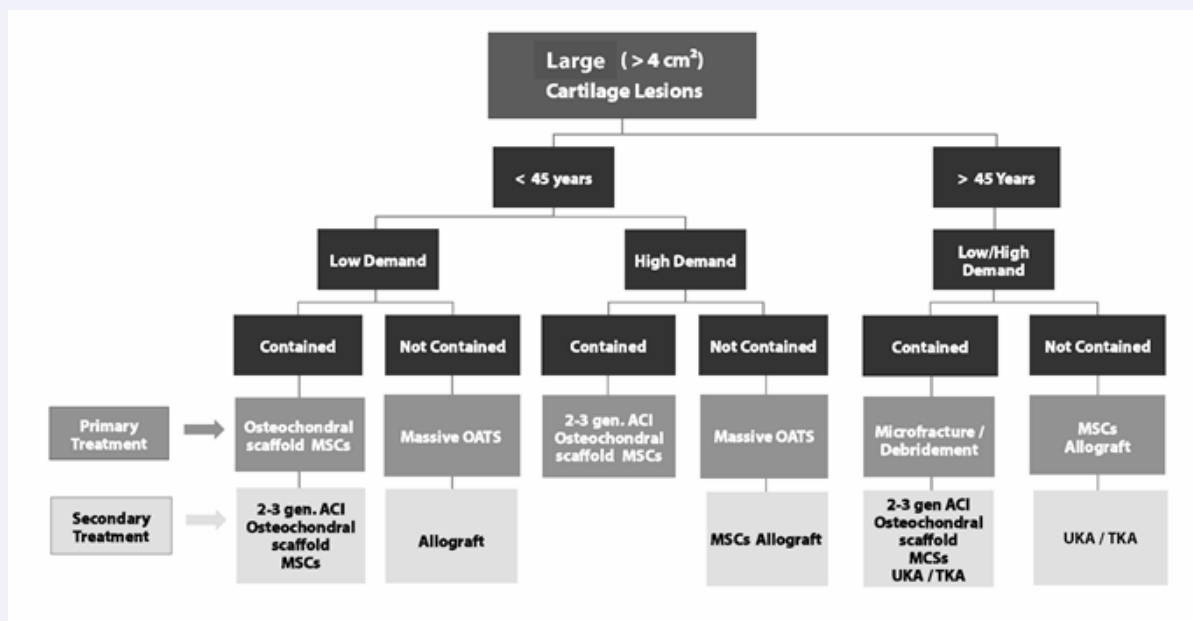 Large (> 4 cm²)
Cartilage Lesions
< 45 years
> 45 Years
Low Demand
High Demand
Low/High
Demand
Contained
Not Contained
Contained
Not Contained
Contained
Not Contained
Primary
Treatment
Osteochondral
scaffold MSCs
Massive OATS
2-3 gen. ACI
Osteochondral
scaffold MSCs
Massive OATS
Microfracture /
Debridement
MSCs
Allograft
Secondary
Treatment
2-3 gen. ACI
Osteochondral
scaffold
MSCs
Allograft
MSCs Allograft
2-3 gen ACI
Osteochondral
scaffold
MCSs
UKA / TKA
UKA / TKA